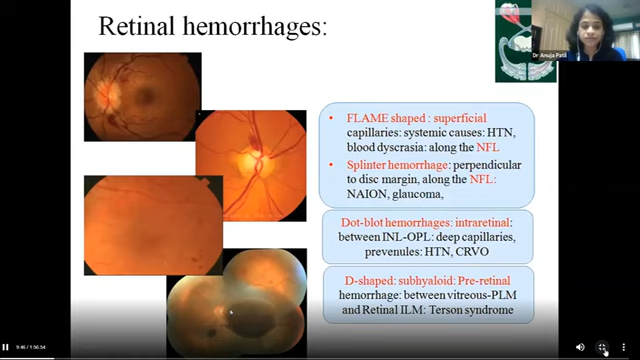 Retinal hemorrhages:
Dr Anuja Patil
• FLAME shaped : superficial
capillaries: systemic causes: HTN,
blood dyscrasia: along the NFL
• Splinter hemorrhage: perpendicular
to disc margin, along the NFL:
NAION, glaucoma,
Dot-blot hemorrhages: intraretinal:
between INL-OPL: deep capillaries,
prevenules: HTN, CRVO
D-shaped: subhyaloid: Pre-retinal
hemorrhage: between vitreous-PLM
and Retinal ILM: Terson syndrome
9:46 / 1:56:54